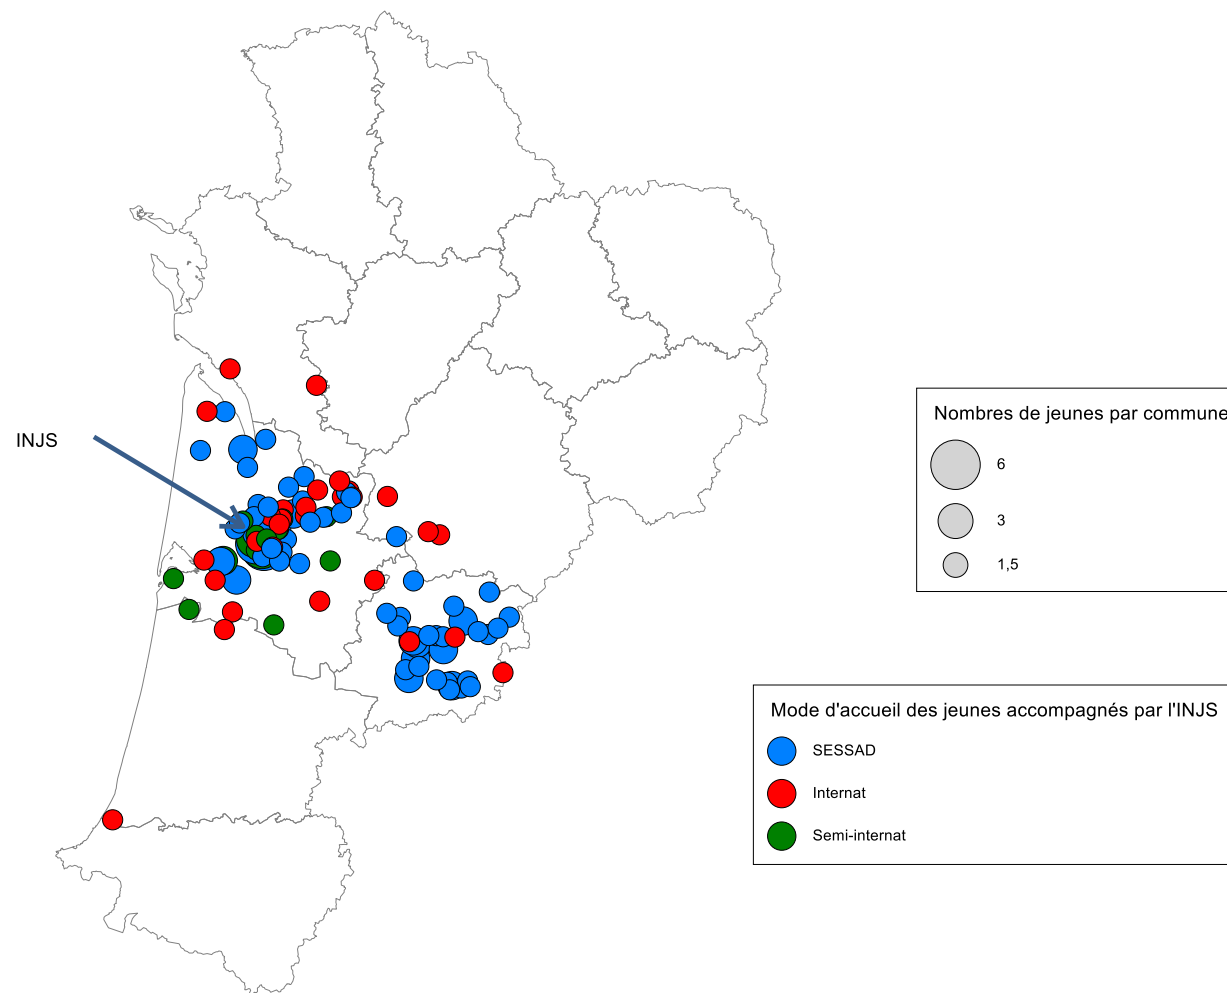 INJS
Nombres de jeunes par commune
6
3
1,5
Mode d'accueil des jeunes accompagnés par l'INJS
SESSAD
Internat
Semi-internat